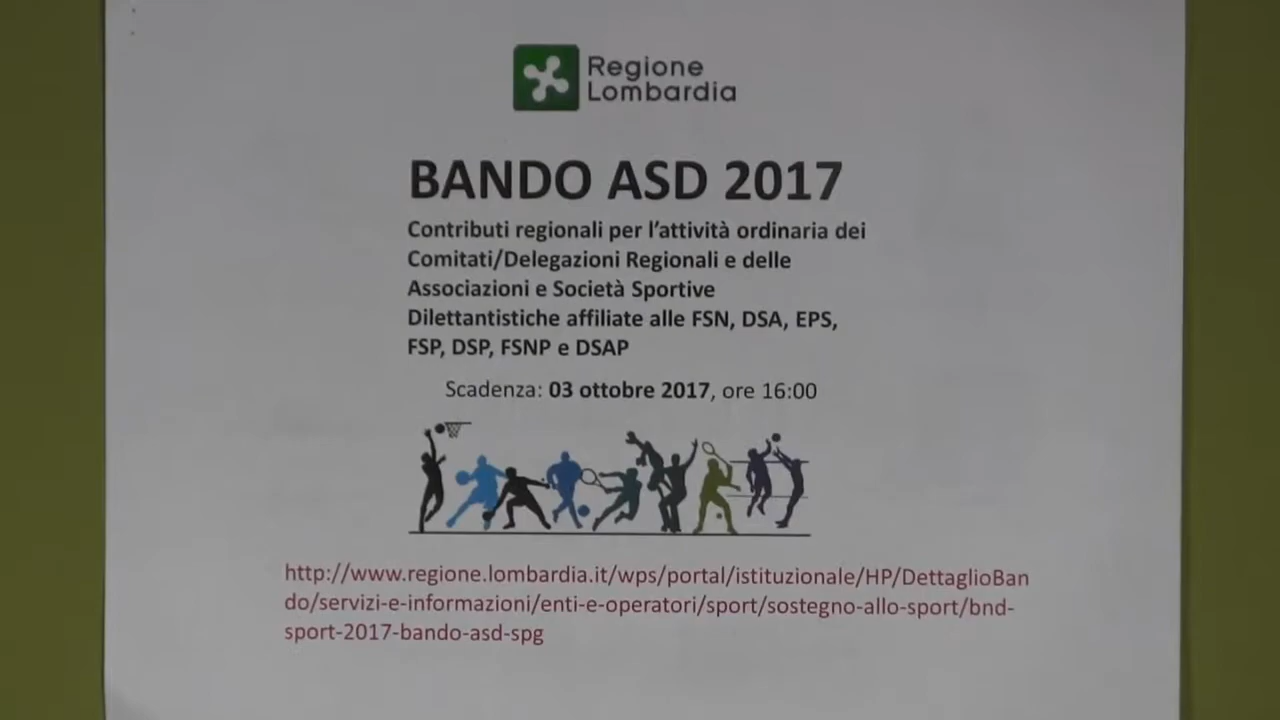 Regione
Lombardia
BANDO ASD 2017
Contributi regionali per l'attività ordinaria dei
Comitati/Delegazioni Regionali e delle
Associazioni e Società Sportive
Dilettantistiche affiliate alle FSN, DSA, EPS,
FSP, DSP, FSNP e DSAP
Scadenza: 03 ottobre 2017, ore 16:00
http://www.regione.lombardia.it/wps/portal/istituzionale/HP/DettaglioBan
do/servizi-e-informazioni/enti-e-operatori/sport/sostegno-allo-sport/bnd-
sport-2017-bando-asd-spg